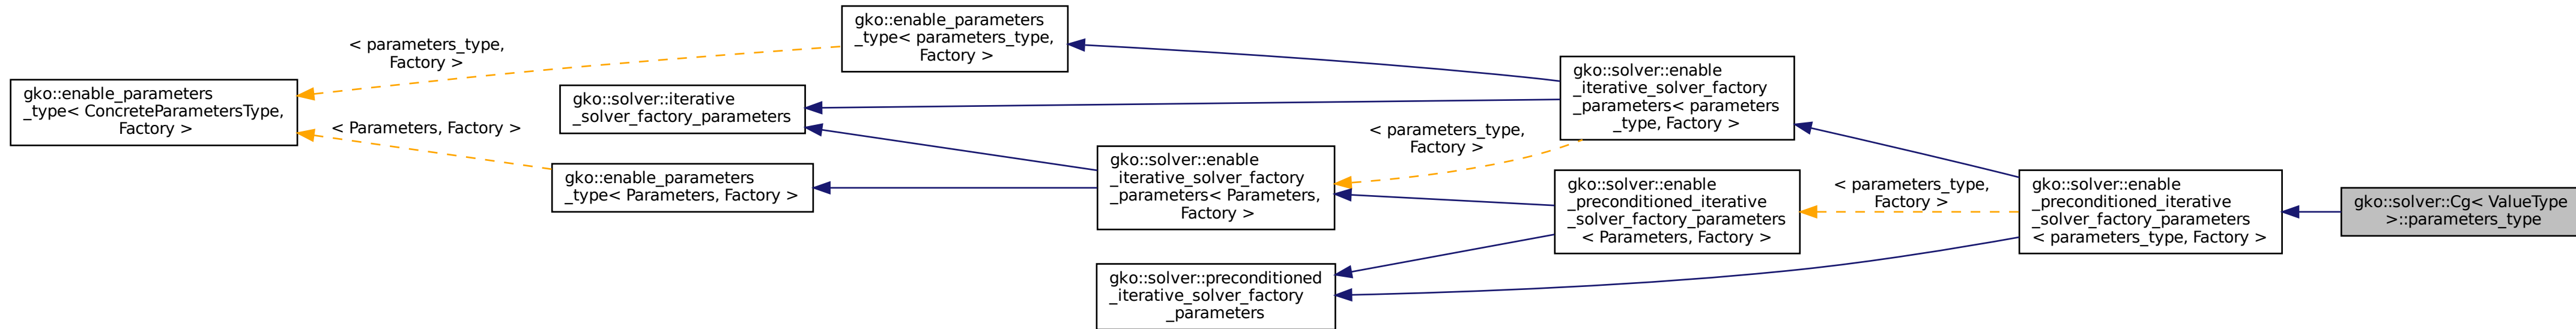 gko::enable_parameters
_type< ConcreteParametersType,
Factory >
< parameters_type,
Factory >
< Parameters, Factory >
gko::solver::iterative
_solver_factory_parameters
gko::enable_parameters
_type< Parameters, Factory >
gko::enable_parameters
_type< parameters_type,
Factory >
gko::solver::enable
_iterative_solver_factory
_parameters< Parameters,
Factory >
gko::solver::preconditioned
_iterative_solver_factory
_parameters
< parameters_type,
Factory >
gko::solver::enable
_iterative_solver_factory
_parameters< parameters
_type, Factory >
gko::solver::enable
_preconditioned_iterative
_solver_factory_parameters
< Parameters, Factory >
< parameters_type,
Factory >
gko::solver::enable
_preconditioned_iterative
_solver_factory_parameters
< parameters_type, Factory >
gko::solver::Cg< ValueType
>::parameters_type